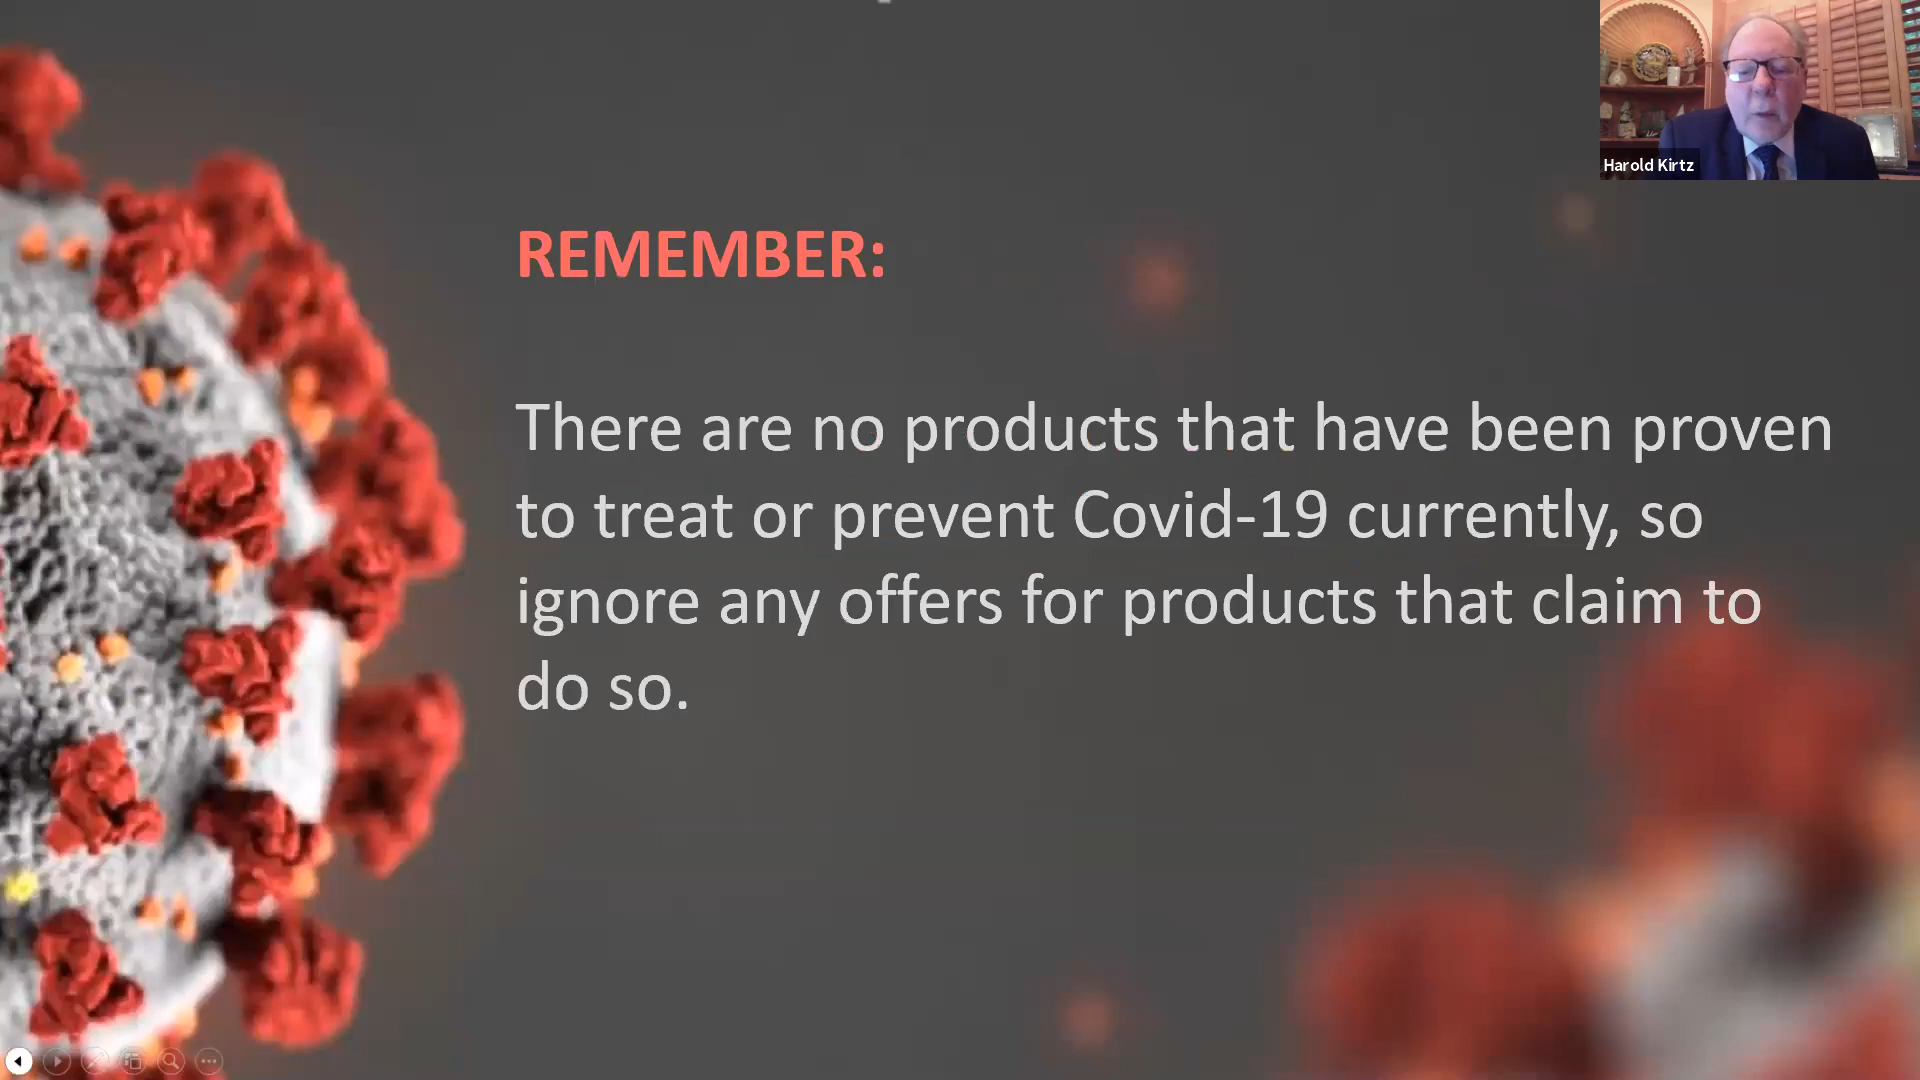 Harold Kirtz
REMEMBER:
There are no products that have been proven
to treat or prevent Covid-19 currently, so
ignore any offers for products that claim to
do so.